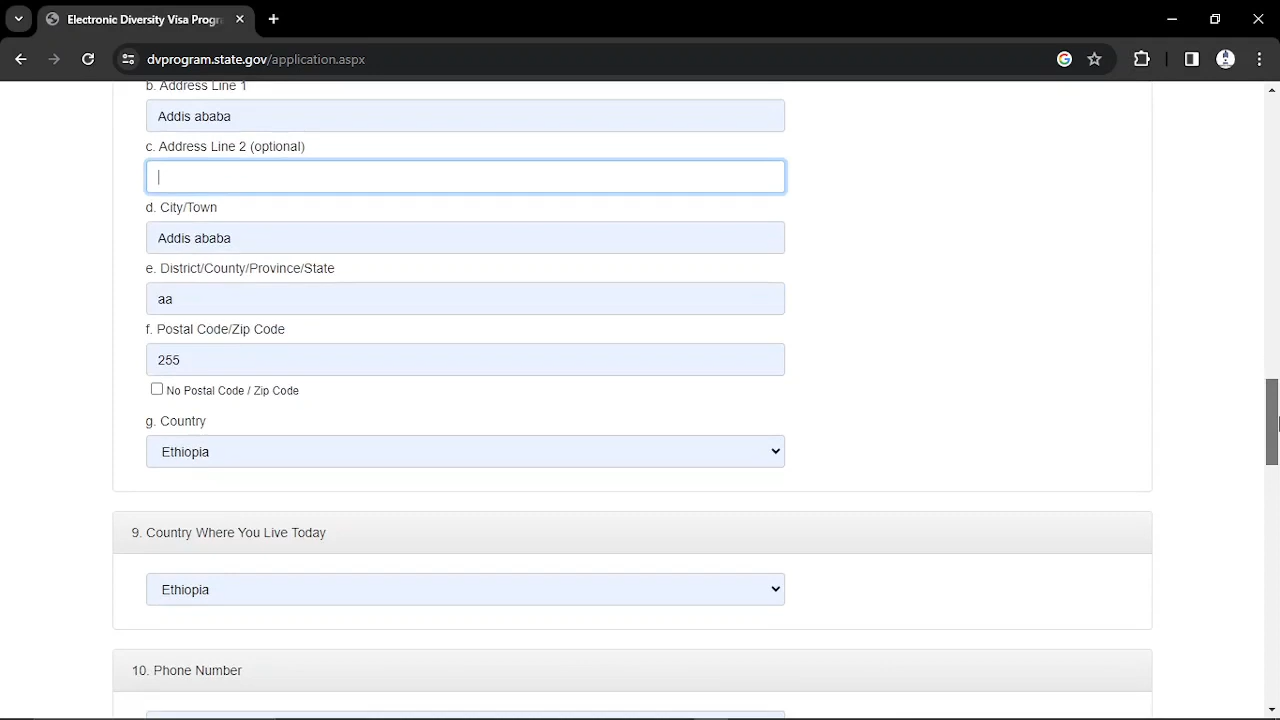 Electronic Diversity Visa Progr
dvprogram.state.gov/application.aspx
b. Address Line 1
Addis ababa
c. Address Line 2 (optional)
d. City/Town
Addis ababa
e. District/County/Province/State
aa
f. Postal Code/Zip Code
255
No Postal Code / Zip Code
g. Country
Ethiopia
9. Country Where You Live Today
Ethiopia
10. Phone Number